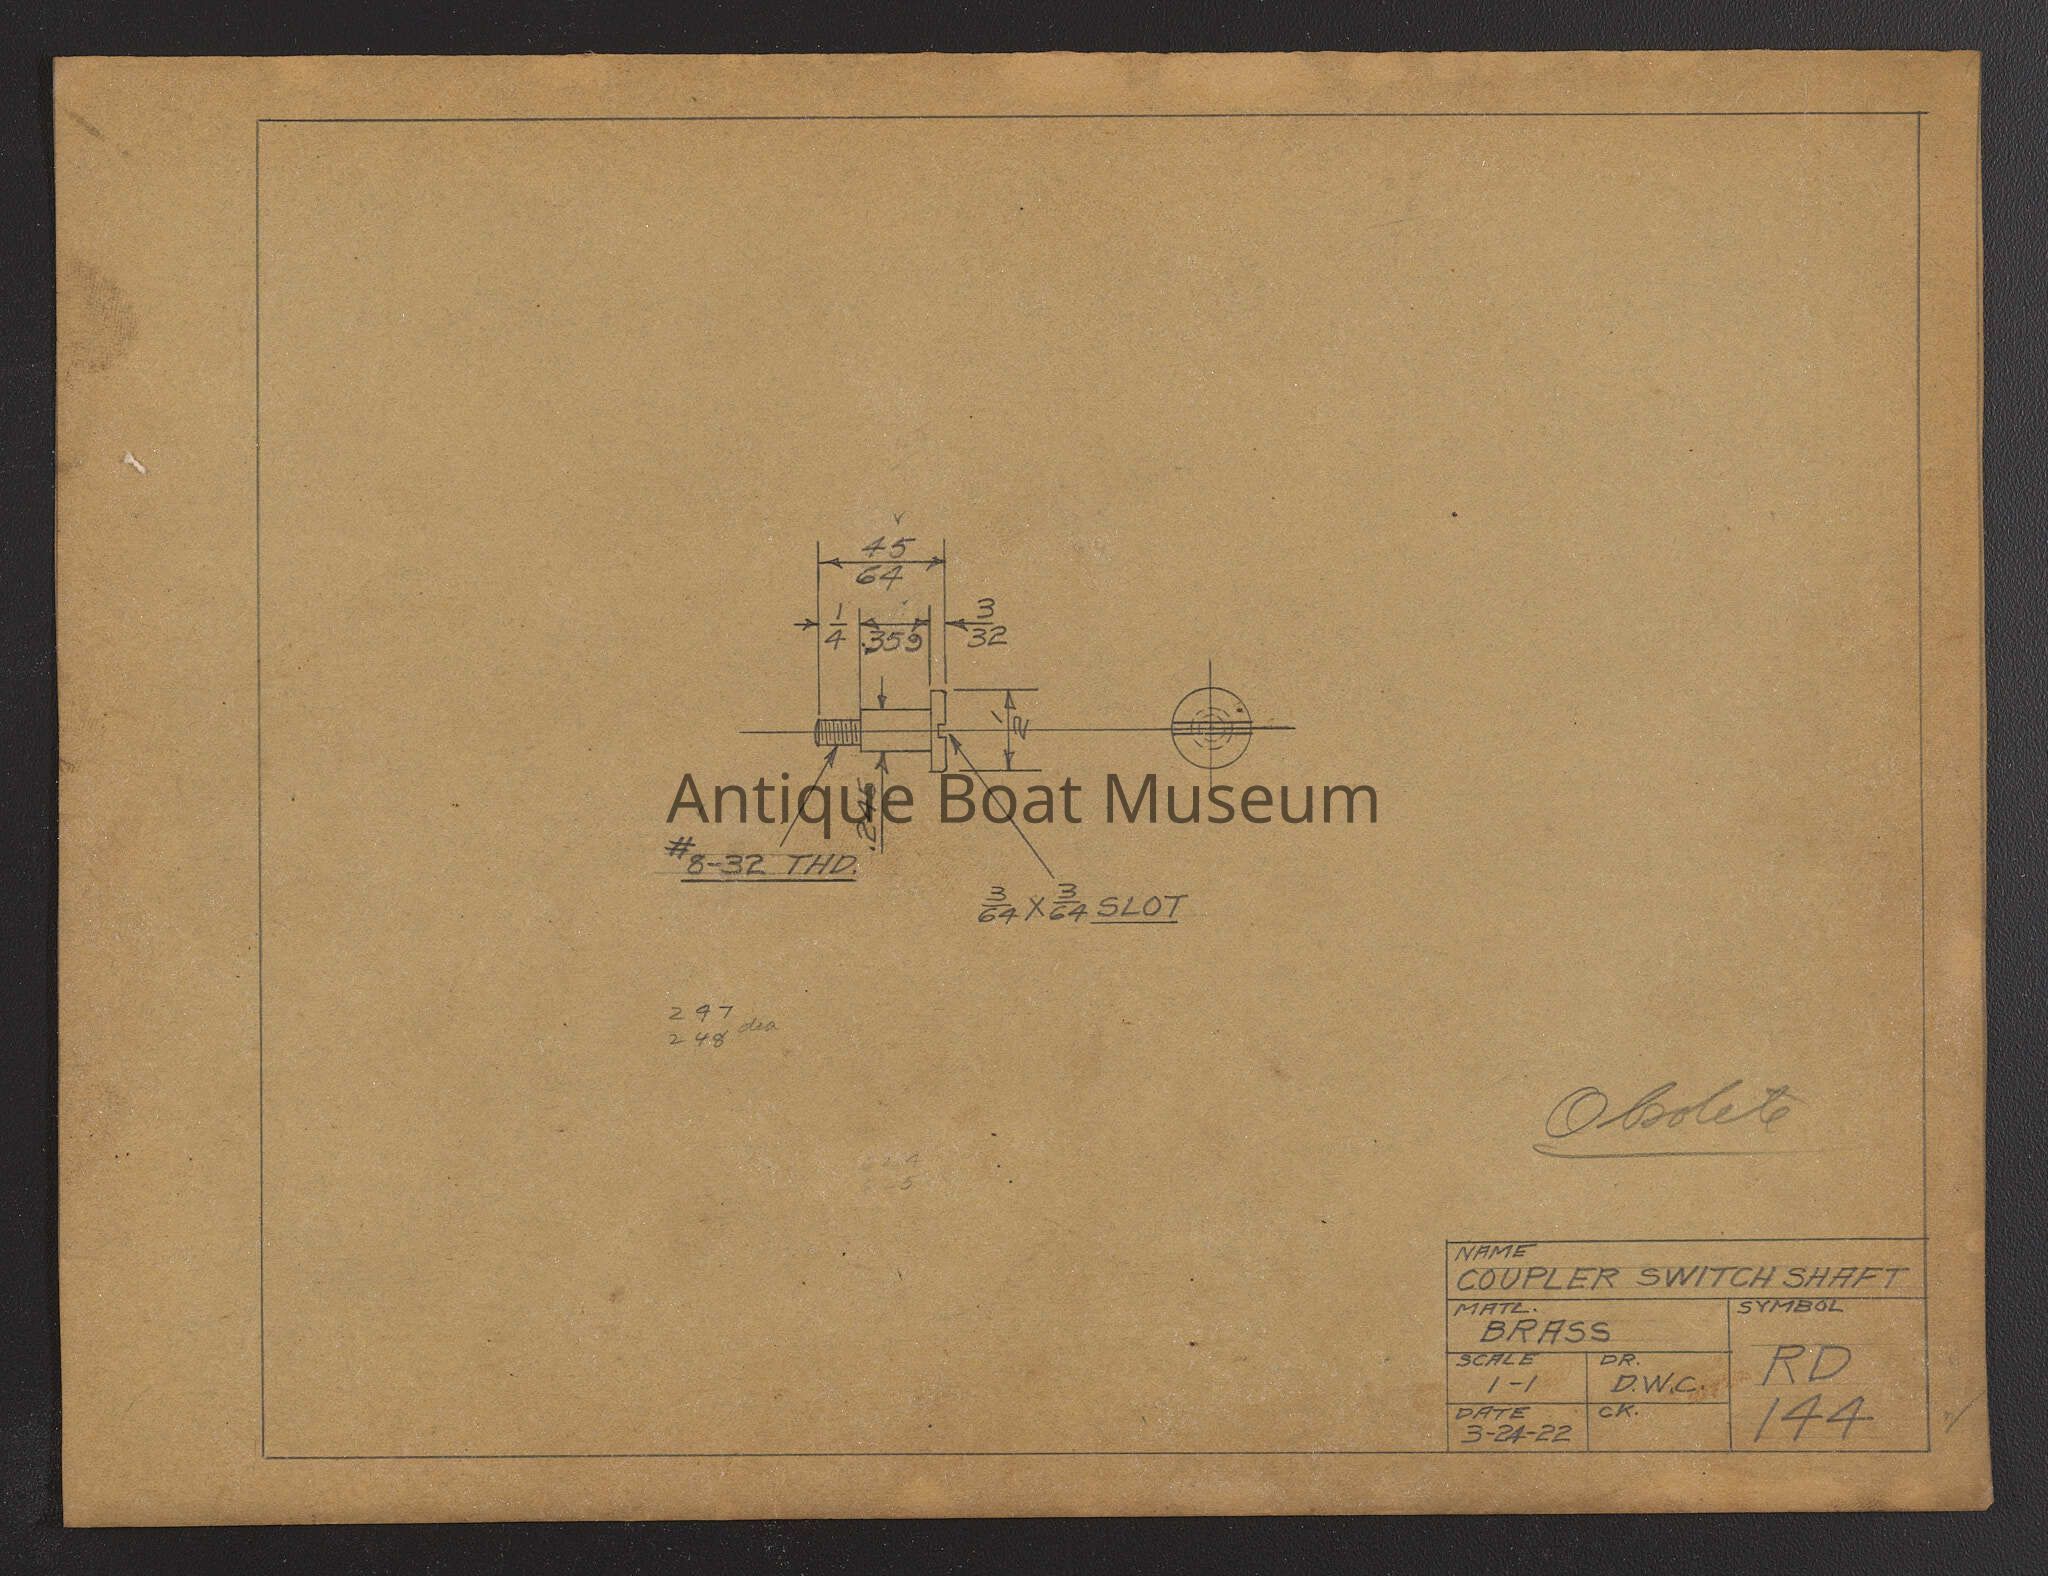 45
64
1
4
.359
3
32
1
2
Antique Boat Museum
#8-32 THD.
3/64 X 3/64 SLOT
247
248 dia
Obsolete
NAME
COUPLER SWITCH SHAFT
MATL.
BRASS
SYMBOL
RD
144
SCALE
1-1
DR.
D.W.C.
DATE
3-24-22
CK.